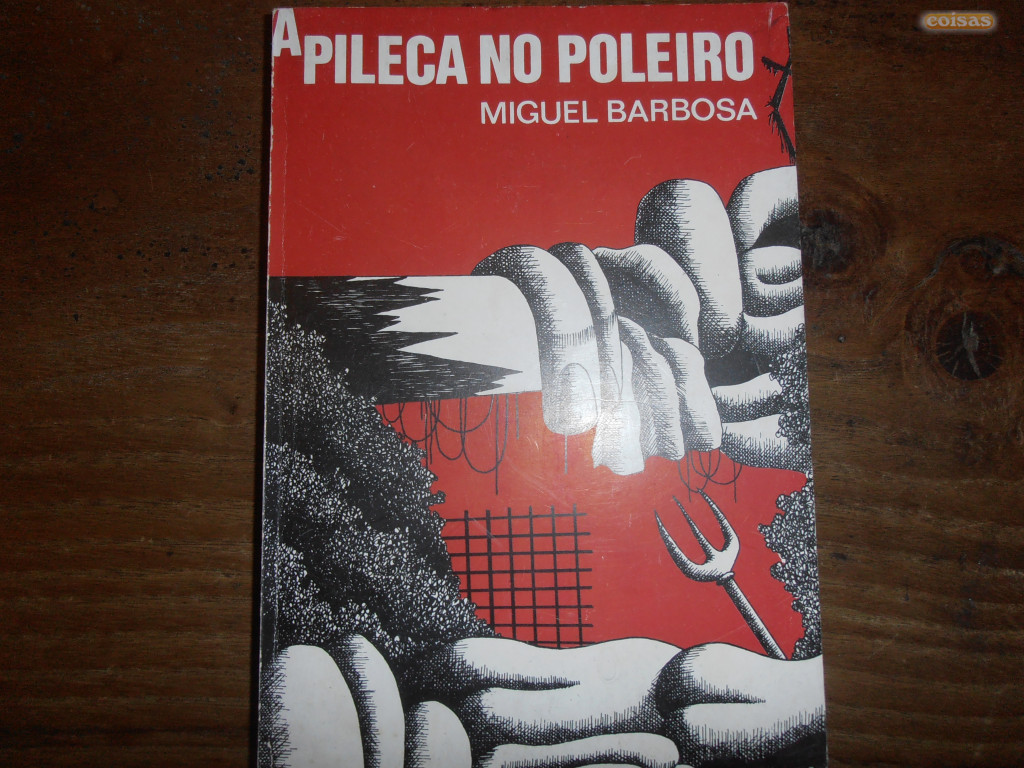 A PILECA NO POLEIRO
MIGUEL BARBOSA
coisas